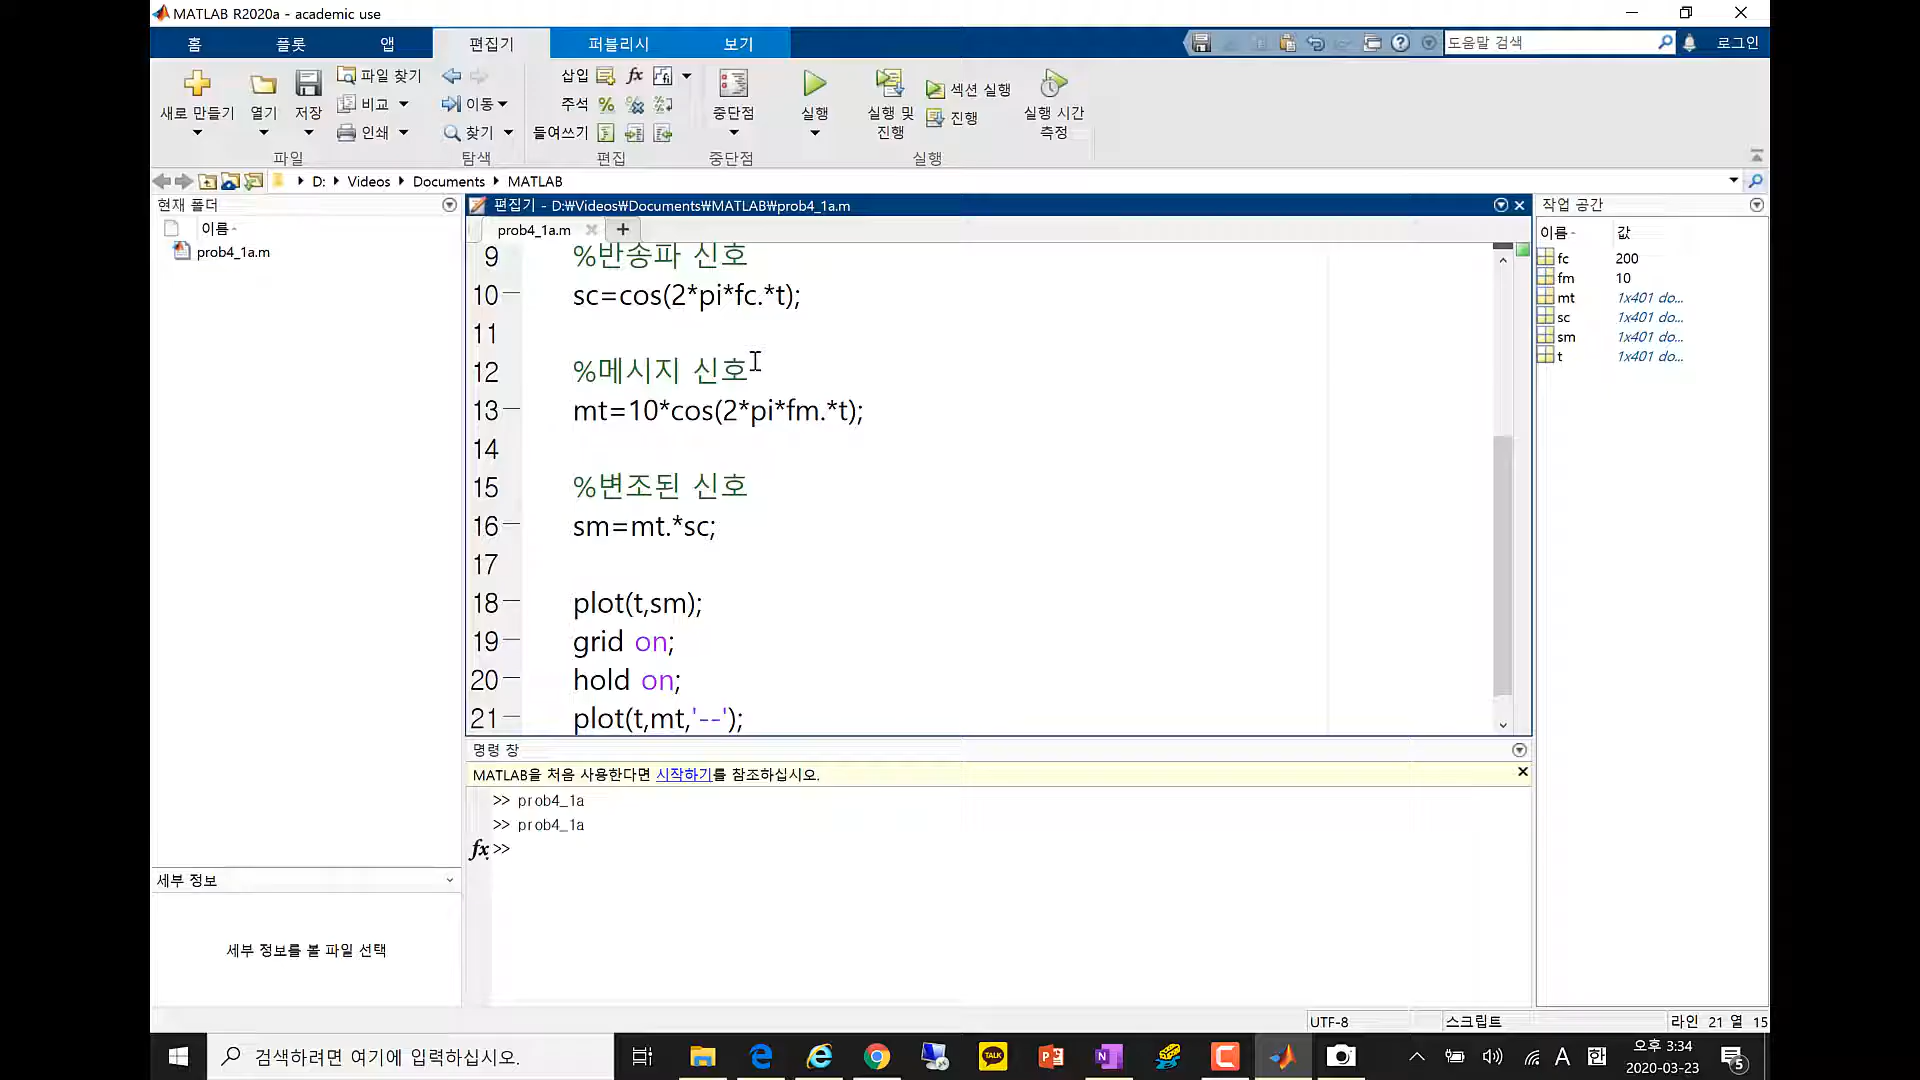 MATLAB R2020a - academic use
홈 플롯 앱 편집기 퍼블리시 보기 도움말 검색 로그인
새로 만들기 열기 저장 파일 찾기 비교 인쇄 이동 찾기 삽입 fx 주석 들여쓰기 중단점 실행 실행 및 진행 섹션 실행 진행 실행 시간 측정
파일 탐색 편집 중단점 실행
D: Videos Documents MATLAB
현재 폴더
이름
prob4_1a.m
편집기 - D:₩Videos₩Documents₩MATLAB₩prob4_1a.m
prob4_1a.m
9 %반송파 신호
10 sc=cos(2*pi*fc.*t);
11
12 %메시지 신호
13 mt=10*cos(2*pi*fm.*t);
14
15 %변조된 신호
16 sm=mt.*sc;
17
18 plot(t,sm);
19 grid on;
20 hold on;
21 plot(t,mt,'--');
명령 창
MATLAB을 처음 사용한다면 시작하기를 참조하십시오.
>> prob4_1a
>> prob4_1a
fx >>
작업 공간
이름 값
fc 200
fm 10
mt 1x401 do...
sc 1x401 do...
sm 1x401 do...
t 1x401 do...
세부 정보
세부 정보를 볼 파일 선택
UTF-8 스크립트 라인 21 열 15
검색하려면 여기에 입력하십시오.
TALK
A 한
오후 3:34
2020-03-23
5